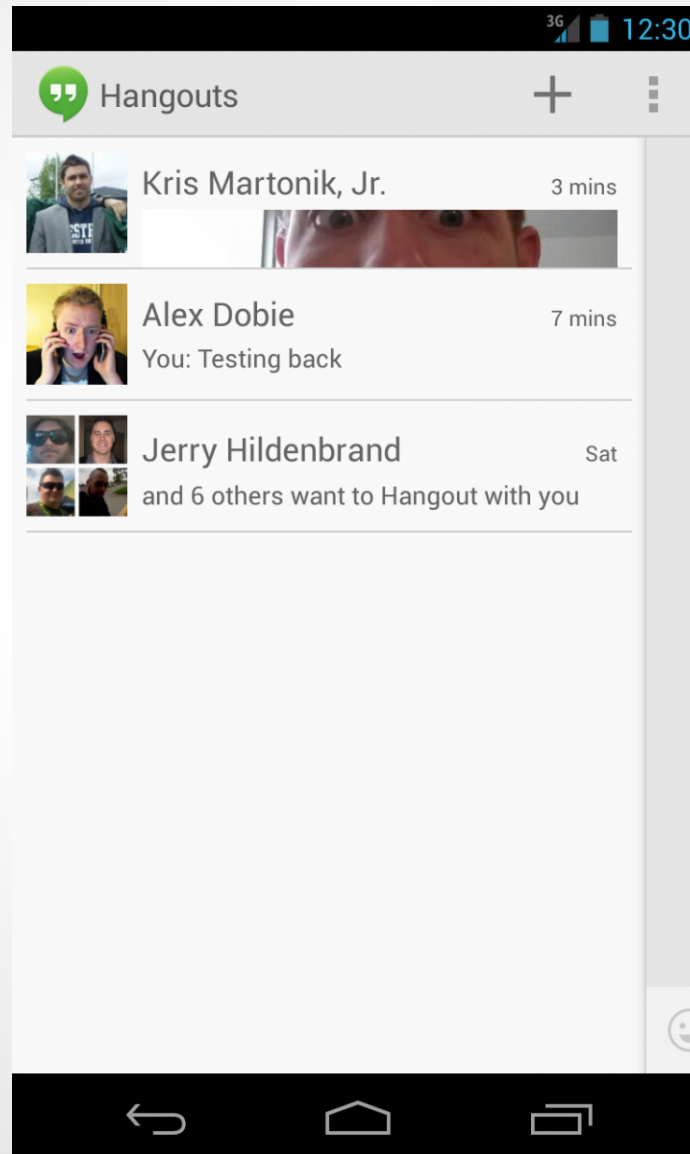 3G 12:30
Hangouts
Kris Martonik, Jr. 3 mins
Alex Dobie 7 mins
You: Testing back
Jerry Hildenbrand Sat
and 6 others want to Hangout with you